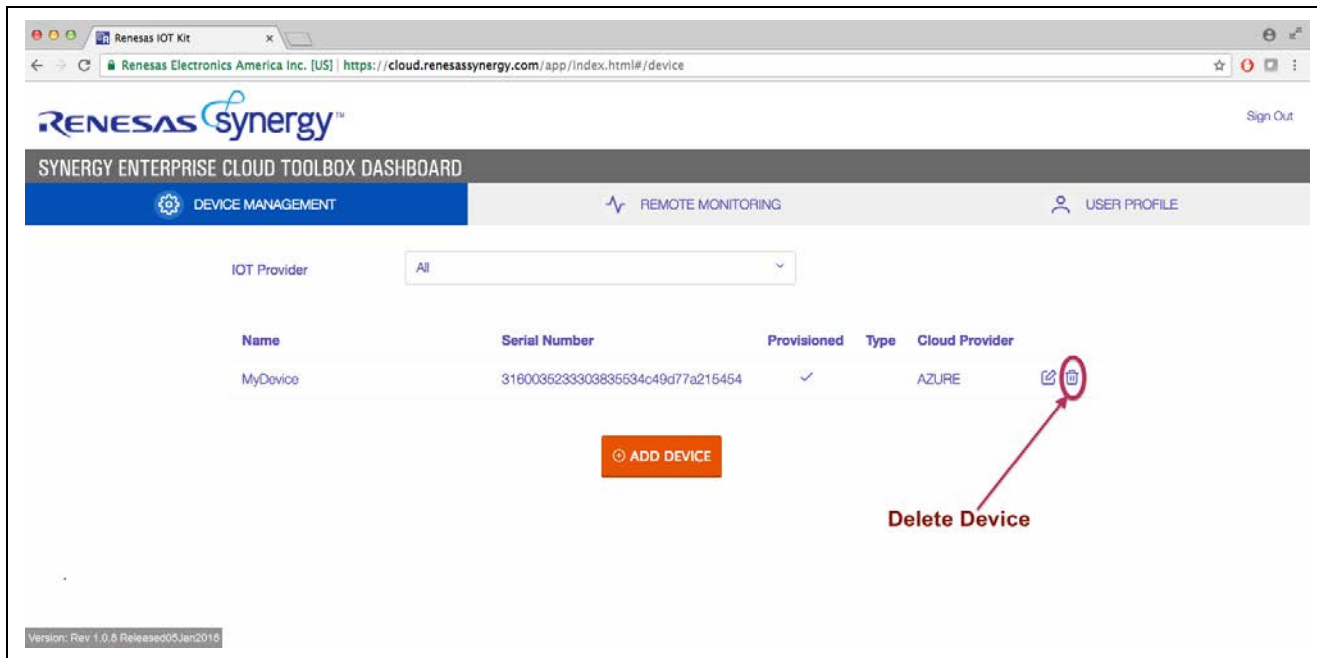 Renesas IOT Kit
Renesas Electronics America Inc. [US] | https://cloud.renesassynergy.com/app/index.html#/device
RENESAS synergy™
Sign Out
SYNERGY ENTERPRISE CLOUD TOOLBOX DASHBOARD
DEVICE MANAGEMENT
REMOTE MONITORING
USER PROFILE
IOT Provider
All
Name Serial Number Provisioned Type Cloud Provider
MyDevice 3160035233303835534c49d77a215454 AZURE
ADD DEVICE
Delete Device
Version: Rev 1.0.8 Released05Jan2018